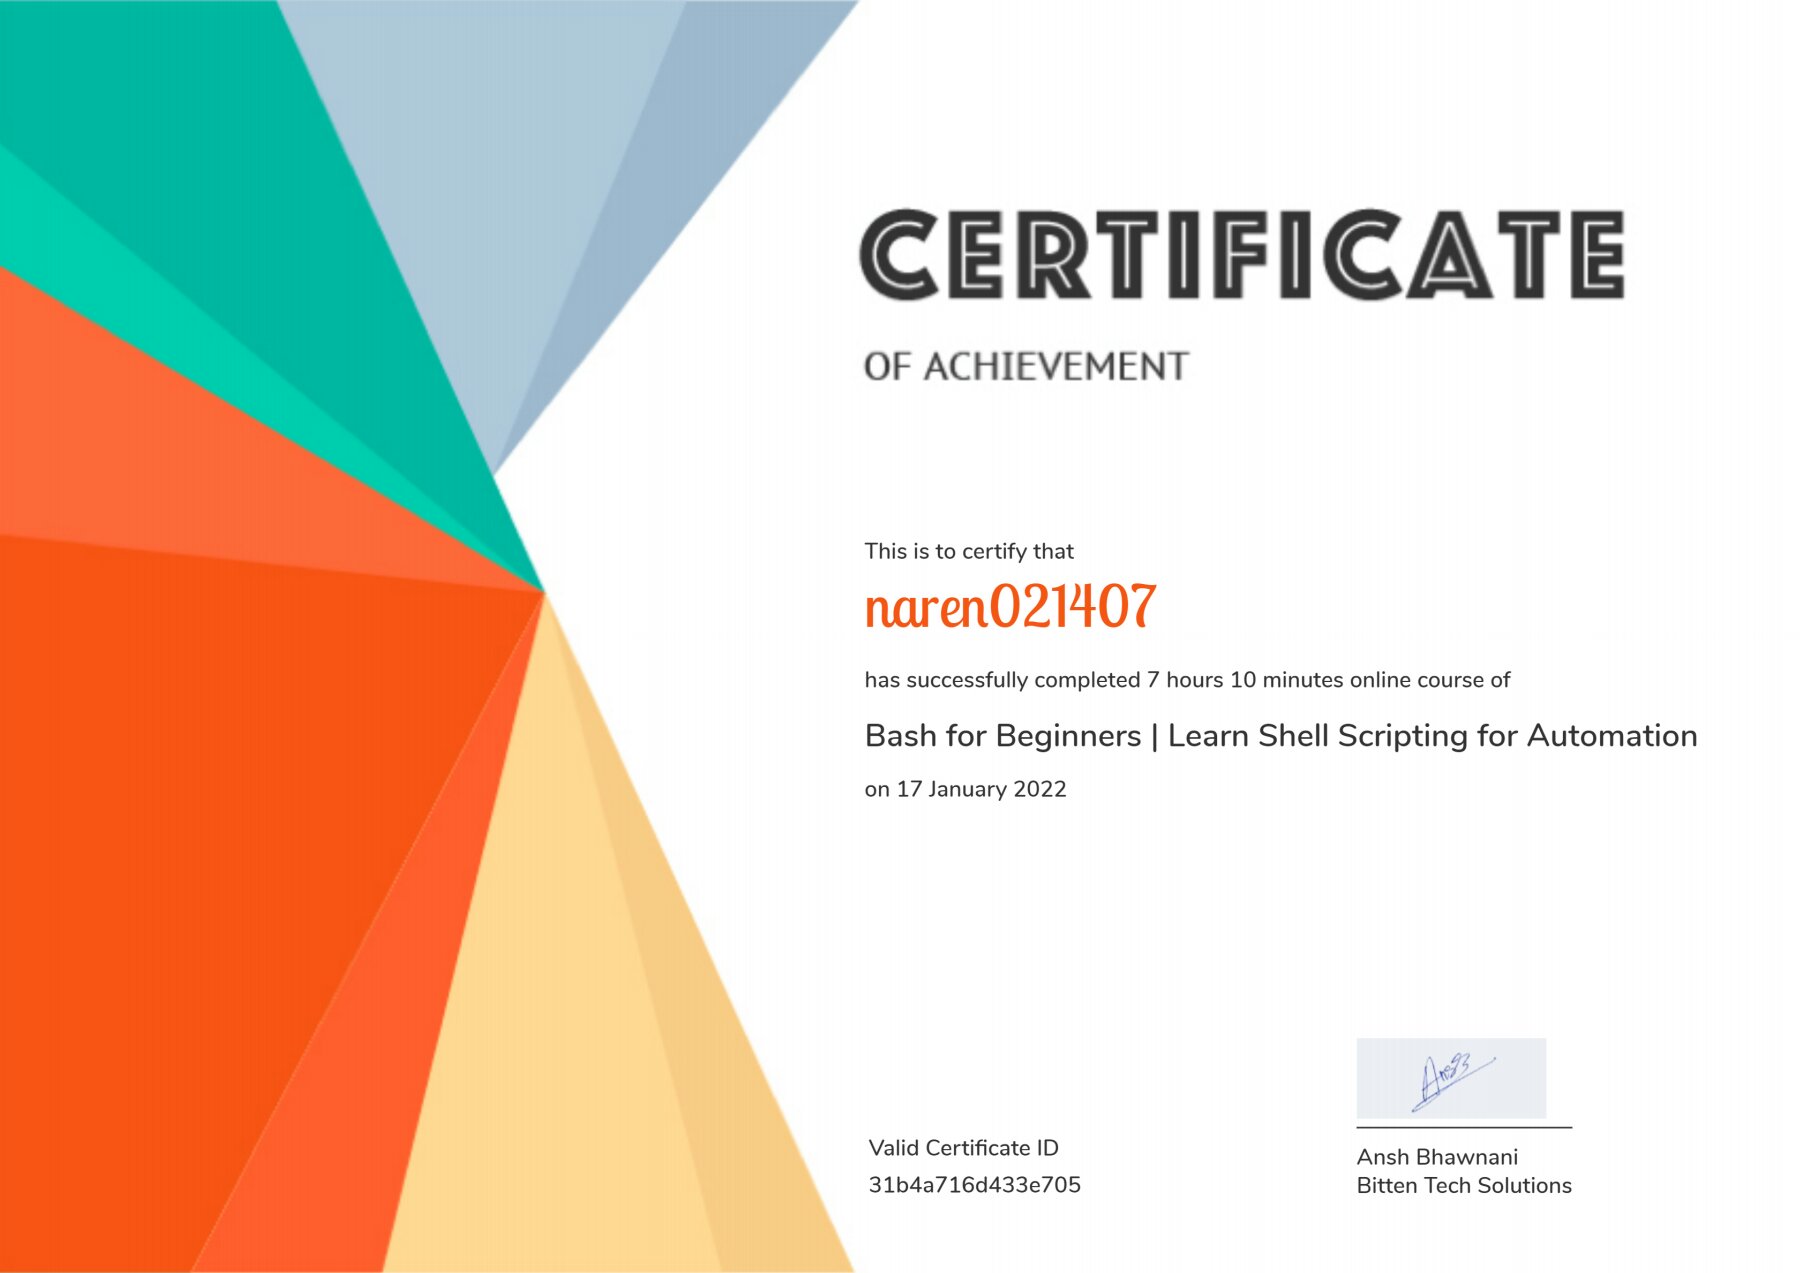 CERTIFICATE
OF ACHIEVEMENT
This is to certify that
naren021407
has successfully completed 7 hours 10 minutes online course of
Bash for Beginners | Learn Shell Scripting for Automation
on 17 January 2022
Valid Certificate ID
31b4a716d433e705
Ansh Bhawnani
Bitten Tech Solutions